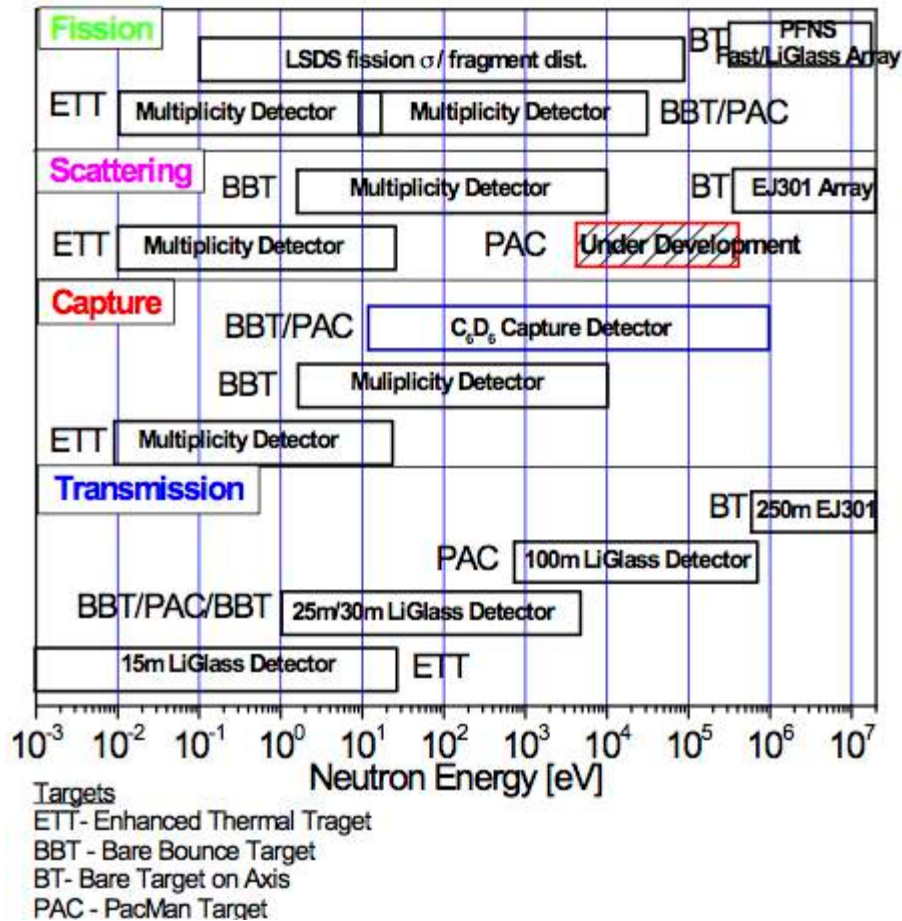 Fission
BT
PFNS
Fast/LiGlass Array
LSDS fission σ/ fragment dist.
ETT
Multiplicity Detector
Multiplicity Detector
BBT/PAC
Scattering
BBT
Multiplicity Detector
BT
EJ301 Array
ETT
Multiplicity Detector
PAC
Under Development
Capture
BBT/PAC
C₆D₆ Capture Detector
BBT
Muliplicity Detector
ETT
Multiplicity Detector
Transmission
BT
250m EJ301
PAC
100m LiGlass Detector
BBT/PAC/BBT
25m/30m LiGlass Detector
15m LiGlass Detector
ETT
10⁻³ 10⁻² 10⁻¹ 10⁰ 10¹ 10² 10³ 10⁴ 10⁵ 10⁶ 10⁷
Neutron Energy [eV]
Targets
ETT- Enhanced Thermal Traget
BBT - Bare Bounce Target
BT- Bare Target on Axis
PAC - PacMan Target